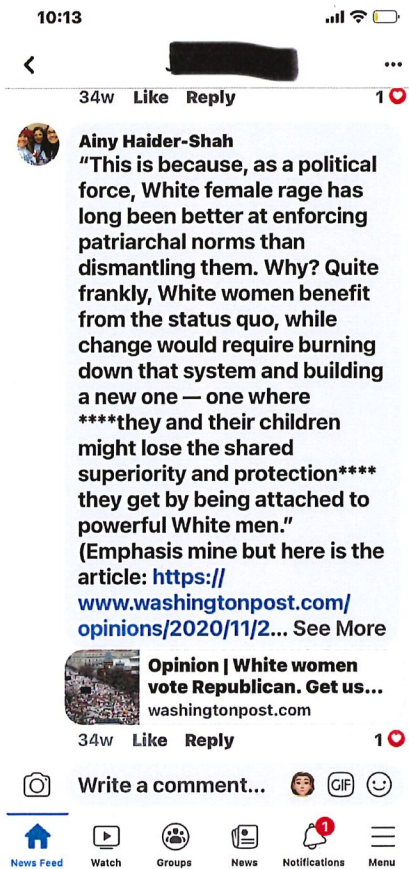 10:13
34w Like Reply 1
Ainy Haider-Shah
“This is because, as a political
force, White female rage has
long been better at enforcing
patriarchal norms than
dismantling them. Why? Quite
frankly, White women benefit
from the status quo, while
change would require burning
down that system and building
a new one — one where
****they and their children
might lose the shared
superiority and protection****
they get by being attached to
powerful White men.”
(Emphasis mine but here is the
article: https://
www.washingtonpost.com/
opinions/2020/11/2... See More
Opinion | White women
vote Republican. Get us...
washingtonpost.com
34w Like Reply 1
Write a comment... GIF
1
News Feed Watch Groups News Notifications Menu